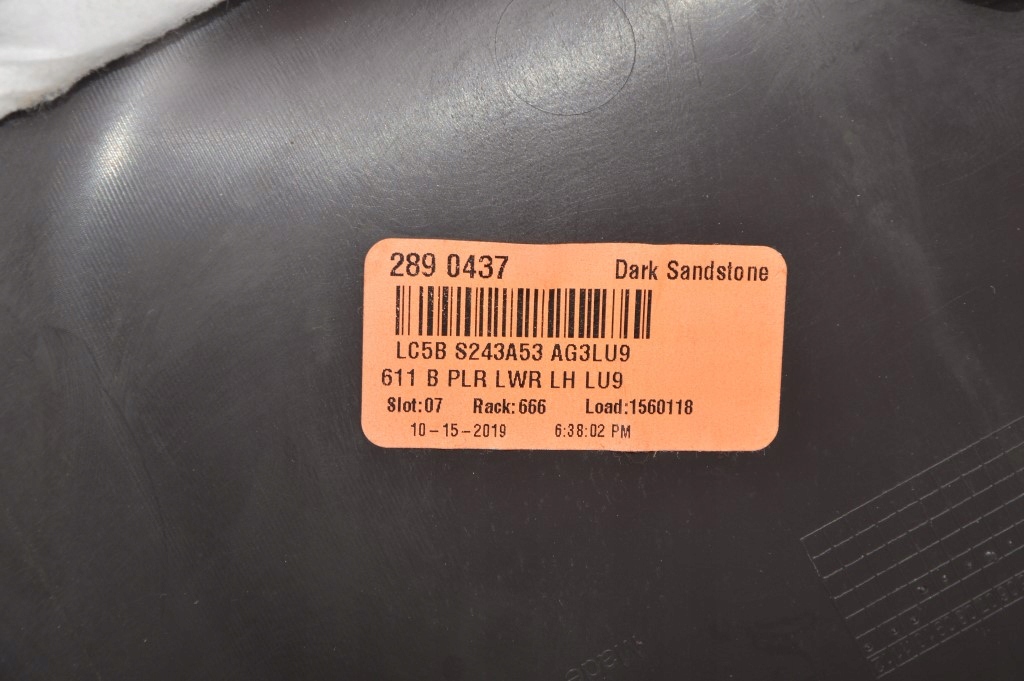 289 0437 Dark Sandstone
LC5B S243A53 AG3LU9
611 B PLR LWR LH LU9
Slot:07 Rack:666 Load:1560118
10-15-2019 6:38:02 PM